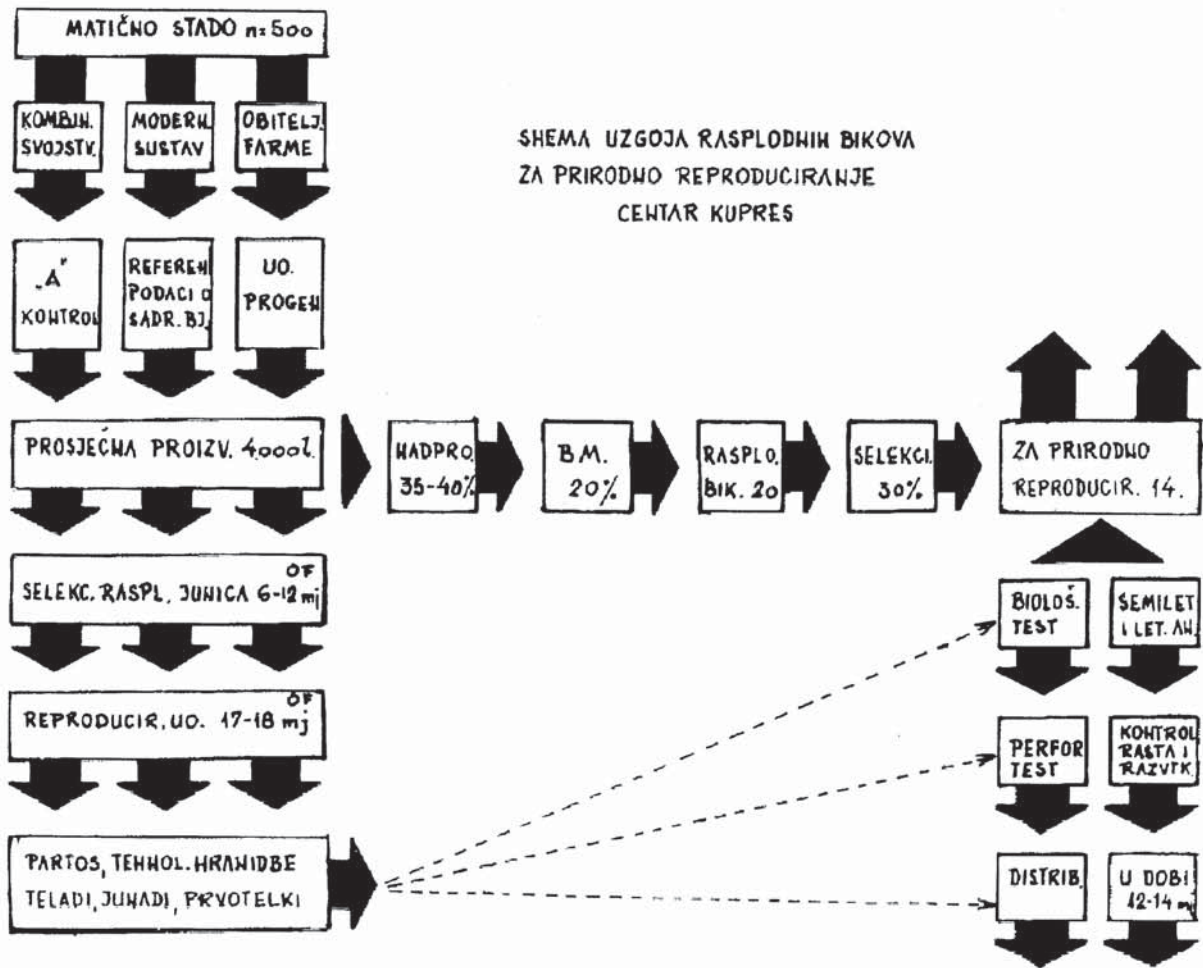 MATIČNO STADO n=500
KOMBIN.
SVOJSTV.
MODERN.
SUSTAV
OBITELJ.
FARME
SHEMA UZGOJA RASPLODNIH BIKOVA
ZA PRIRODNO REPRODUCIRANJE
CENTAR KUPRES
„A"
KONTROL
REFEREN
PODACI O
SADR. BJ.
UO.
PROGEN
PROSJEČNA PROIZV. 4.000l.
NADPRO.
35-40%
B.M.
20%
RASPLO.
BIK. 20
SELEKCI.
30%
ZA PRIRODNO
REPRODUCIR. 14.
OF
SELEKC. RASPL. JUNICA 6-12 mj
BIOLOŠ.
TEST
SEMILET
I LET. AN.
OF
REPRODUCIR. UO. 17-18 mj
PERFOR
TEST
KONTROL
RASTA I
RAZVTK.
PARTOS, TEHNOL. HRANIDBE
TELADI, JUNADI, PRVOTELKI
DISTRIB.
U DOBI
12-14 mj